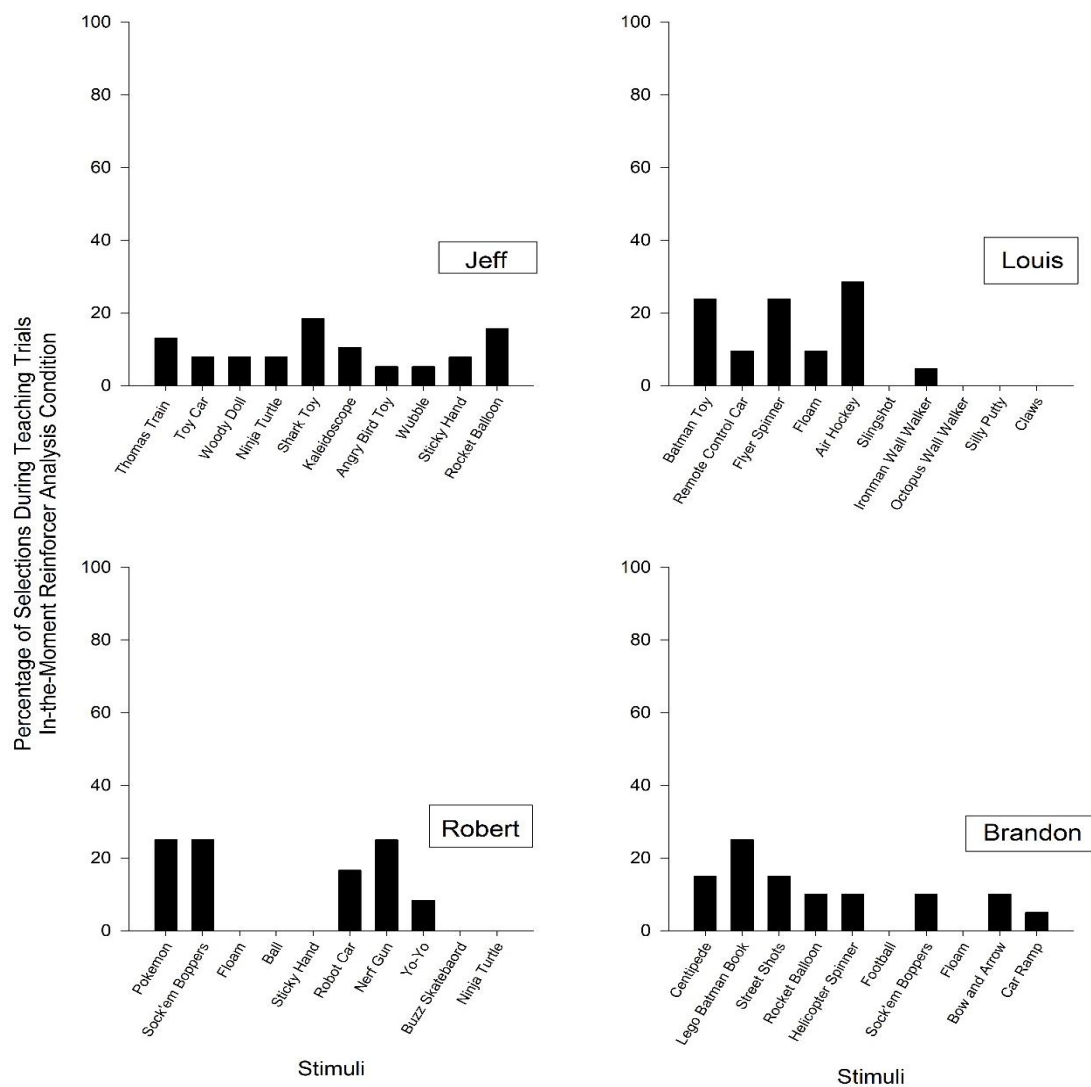 Percentage of Selections During Teaching Trials
In-the-Moment Reinforcer Analysis Condition
100
80
60
40
20
0
Jeff
Thomas Train
Toy Car
Woody Doll
Ninja Turtle
Shark Toy
Kaleidoscope
Angry Bird Toy
Wubble
Sticky Hand
Rocket Balloon
100
80
60
40
20
0
Louis
Batman Toy
Remote Control Car
Flyer Spinner
Floam
Air Hockey
Slingshot
Ironman Wall Walker
Octopus Wall Walker
Silly Putty
Claws
100
80
60
40
20
0
Robert
Pokemon
Sock'em Boppers
Floam
Ball
Sticky Hand
Robot Car
Nerf Gun
Yo-Yo
Buzz Skatebaord
Ninja Turtle
Stimuli
100
80
60
40
20
0
Brandon
Centipede
Lego Batman Book
Street Shots
Rocket Balloon
Helicopter Spinner
Football
Sock'em Boppers
Floam
Bow and Arrow
Car Ramp
Stimuli